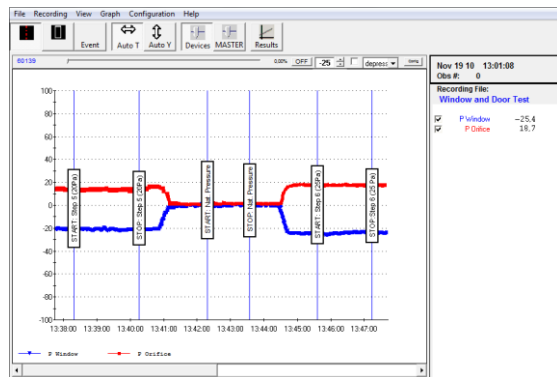 File Recording View Graph Configuration Help
Event Auto T Auto Y Devices MASTER Results
60139 0.00% OFF -25 depress
Nov 19 10 13:01:08
Obs #: 0
Recording File:
Window and Door Test
P Window -25.4
P Orifice 18.7
100
80
60
40
20
0
-20
-40
-60
-80
-100
START: Step 5 (20Pa)
STOP: Step 5 (20Pa)
START: Nat. Pressure
STOP: Nat. Pressure
START: Step 6 (25Pa)
STOP: Step 6 (25 Pa)
13:38:00 13:39:00 13:40:00 13:41:00 13:42:00 13:43:00 13:44:00 13:45:00 13:46:00 13:47:00
P Window P Orifice